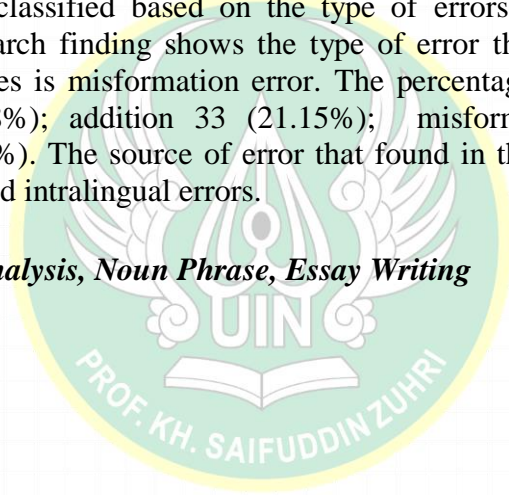 classified based on the type of errors
arch finding shows the type of error th
es is misformation error. The percentag
%); addition 33 (21.15%); misform
%). The source of error that found in th
d intralingual errors.
nalysis, Noun Phrase, Essay Writing
UIN
PROF. KH. SAIFUDDIN ZUHRI